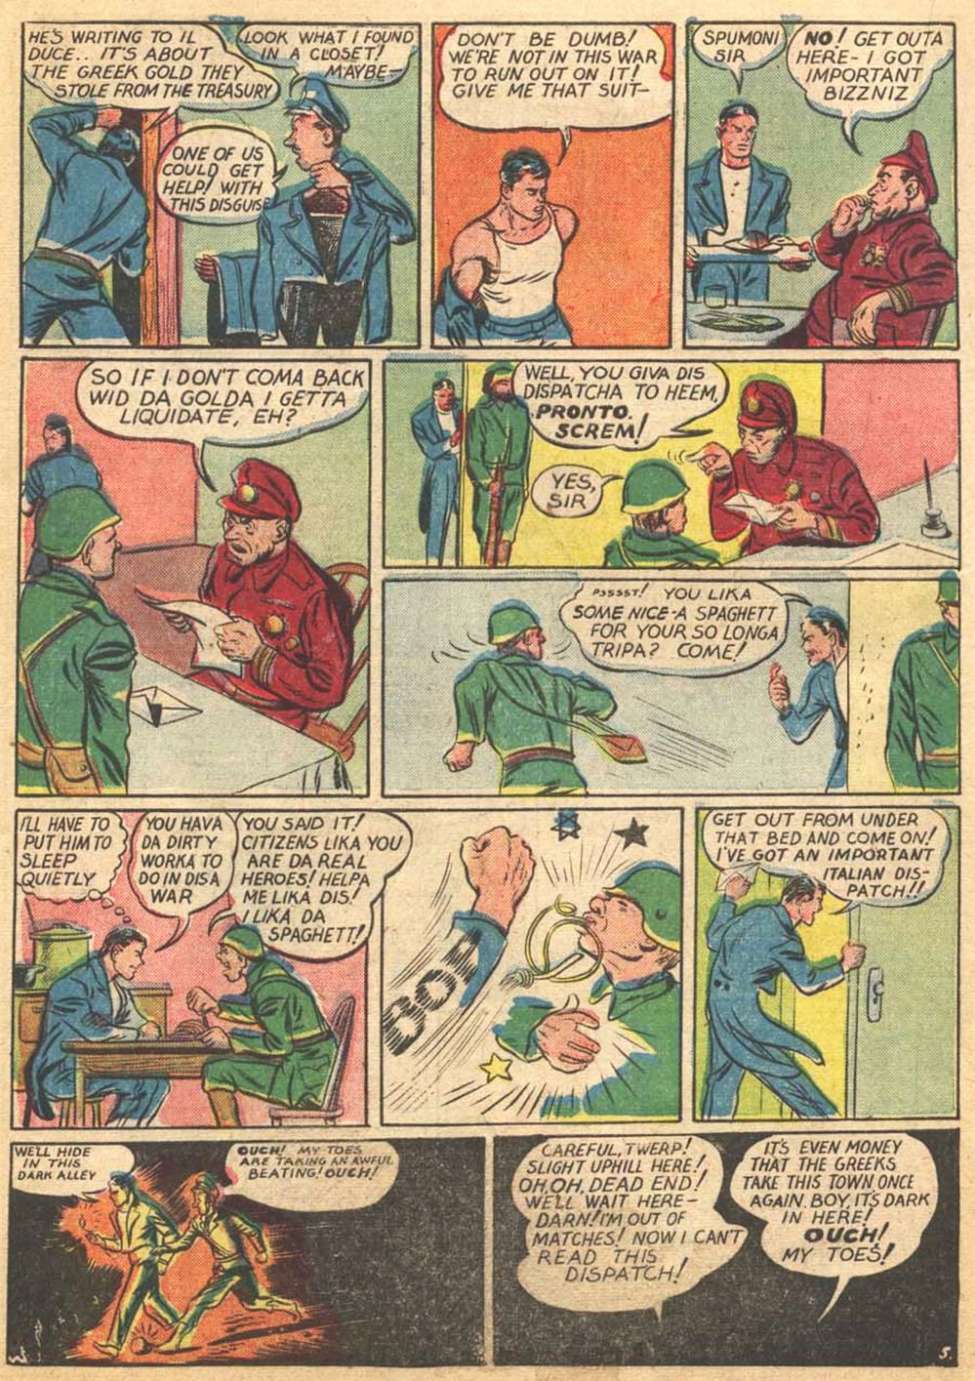 HE'S WRITING TO IL
DUCE.. IT'S ABOUT
THE GREEK GOLD THEY
STOLE FROM THE TREASURY
LOOK WHAT I FOUND
IN A CLOSET!
MAYBE—
ONE OF US
COULD GET
HELP! WITH
THIS DISGUISE
DON'T BE DUMB!
WE'RE NOT IN THIS WAR
TO RUN OUT ON IT!
GIVE ME THAT SUIT—
SPUMONI
SIR
NO! GET OUTA
HERE- I GOT
IMPORTANT
BIZZNIZ
SO IF I DON'T COMA BACK
WID DA GOLDA I GETTA
LIQUIDATE, EH?
WELL, YOU GIVA DIS
DISPATCHA TO HEEM,
PRONTO.
SCREM!
YES,
SIR
PSSSST! YOU LIKA
SOME NICE-A SPAGHETT
FOR YOUR SO LONGA
TRIPA? COME!
I'LL HAVE TO
PUT HIM TO
SLEEP
QUIETLY
YOU HAVA
DA DIRTY
WORKA TO
DO IN DISA
WAR
YOU SAID IT!
CITIZENS LIKA YOU
ARE DA REAL
HEROES! HELPA
ME LIKA DIS!
I LIKA DA
SPAGHETT!
BOP
GET OUT FROM UNDER
THAT BED AND COME ON!
I'VE GOT AN IMPORTANT
ITALIAN DIS-
PATCH!!
WE'LL HIDE
IN THIS
DARK ALLEY
OUCH! MY TOES
ARE TAKING AN AWFUL
BEATING! OUCH!
CAREFUL, TWERP!
SLIGHT UPHILL HERE!
OH, OH, DEAD END!
WE'LL WAIT HERE—
DARN! I'M OUT OF
MATCHES! NOW I CAN'T
READ THIS
DISPATCH!
IT'S EVEN MONEY
THAT THE GREEKS
TAKE THIS TOWN ONCE
AGAIN. BOY, IT'S DARK
IN HERE!
OUCH!
MY TOES!
5.